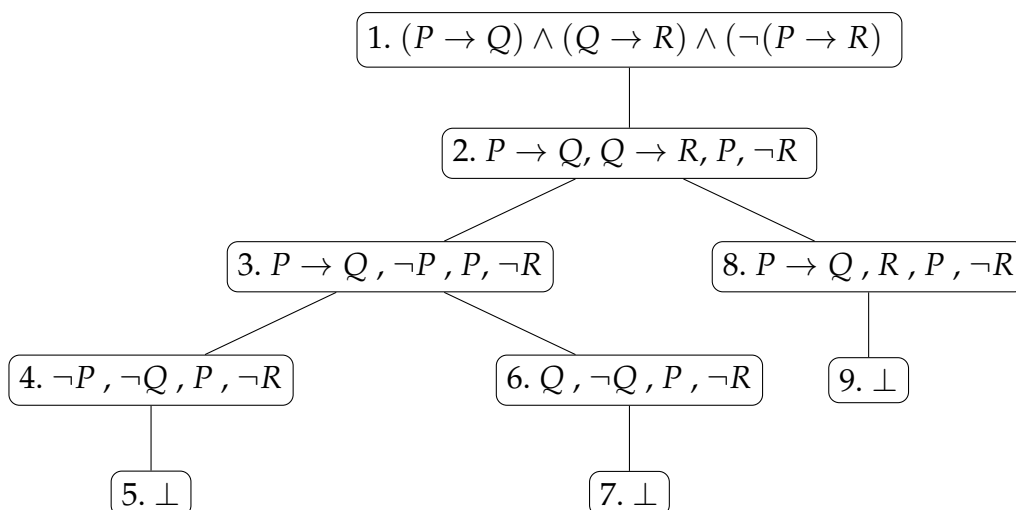 1. (P → Q) ∧ (Q → R) ∧ (¬(P → R)
2. P → Q, Q → R, P, ¬R
3. P → Q , ¬P , P, ¬R
8. P → Q , R , P , ¬R
4. ¬P , ¬Q , P , ¬R
6. Q , ¬Q , P , ¬R
9. ⊥
5. ⊥
7. ⊥